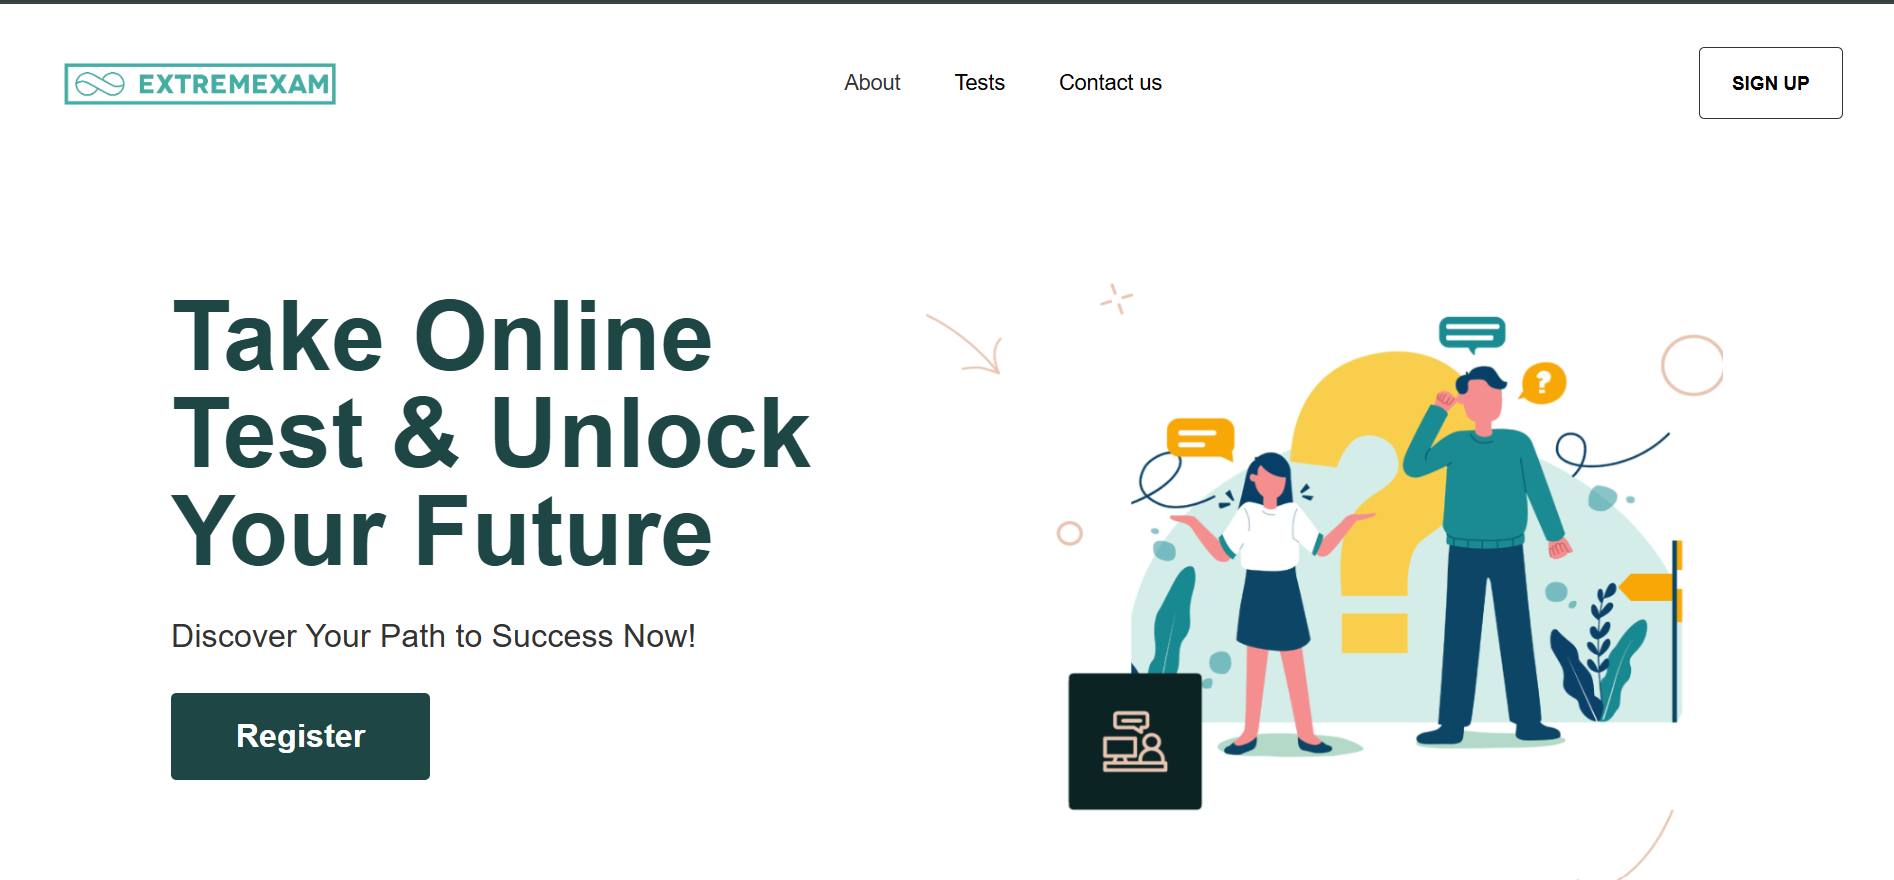 EXTREMEXAM
About
Tests
Contact us
SIGN UP
Take Online
Test & Unlock
Your Future
?
?
Discover Your Path to Success Now!
Register